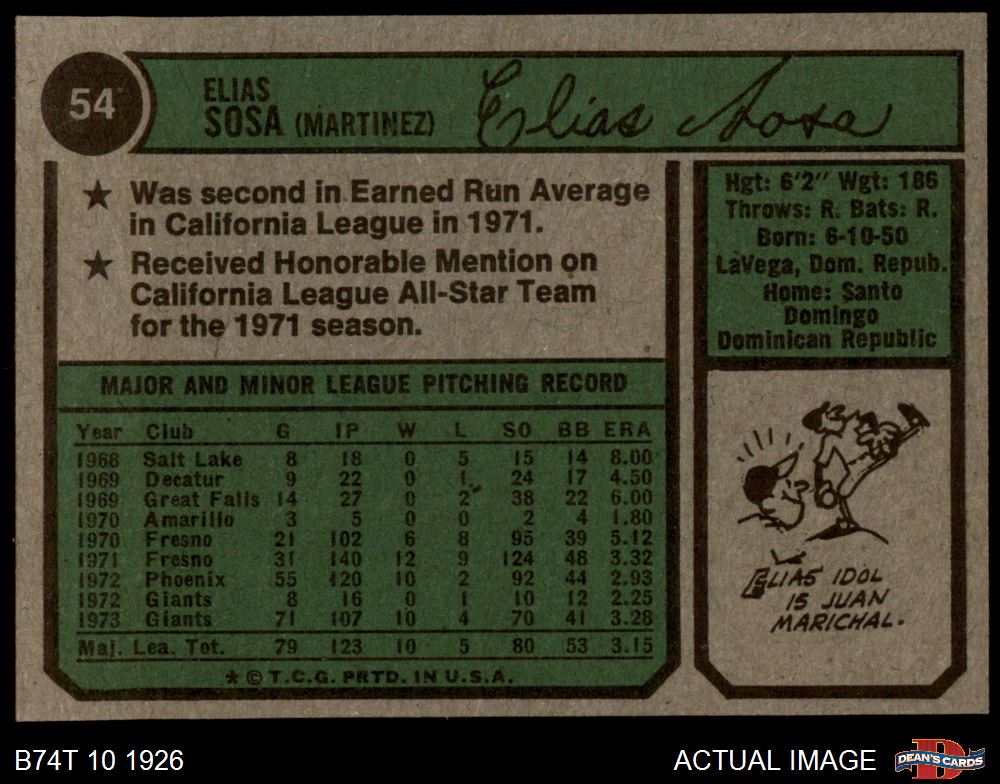 54
ELIAS
SOSA (MARTINEZ)
Elias Sosa
★ Was second in Earned Run Average
in California League in 1971.
★ Received Honorable Mention on
California League All-Star Team
for the 1971 season.
Hgt: 6'2" Wgt: 186
Throws: R. Bats: R.
Born: 6-10-50
LaVega, Dom. Repub.
Home: Santo
Domingo
Dominican Republic
MAJOR AND MINOR LEAGUE PITCHING RECORD
Year Club G IP W L SO BB ERA
1968 Salt Lake 8 18 0 5 15 14 8.00
1969 Decatur 9 22 0 1 24 17 4.50
1969 Great Falls 14 27 0 2 38 22 6.00
1970 Amarillo 3 5 0 0 2 4 1.80
1970 Fresno 21 102 6 8 95 39 5.12
1971 Fresno 31 140 12 9 124 48 3.32
1972 Phoenix 55 120 10 2 92 44 2.93
1972 Giants 8 16 0 1 10 12 2.25
1973 Giants 71 107 10 4 70 41 3.28
Maj. Lea. Tot. 79 123 10 5 80 53 3.15
★ © T.C.G. PRTD. IN U.S.A.
ELIAS' IDOL
IS JUAN
MARICHAL.
B74T 10 1926
ACTUAL IMAGE
D
DEAN'S CARDS